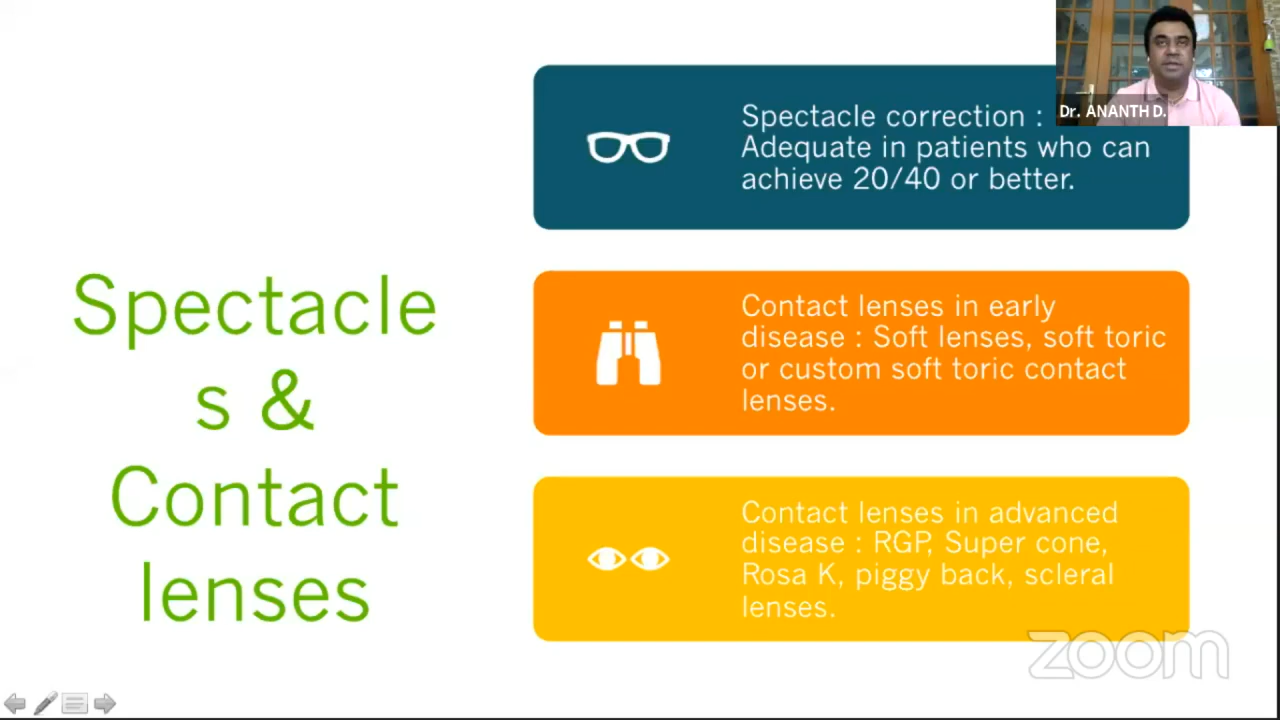 Dr. ANANTH D.
Spectacle correction :
Adequate in patients who can
achieve 20/40 or better.
Spectacle
s &
Contact
lenses
Contact lenses in early
disease : Soft lenses, soft toric
or custom soft toric contact
lenses.
Contact lenses in advanced
disease : RGP, Super cone,
Rosa K, piggy back, scleral
lenses.
zoom